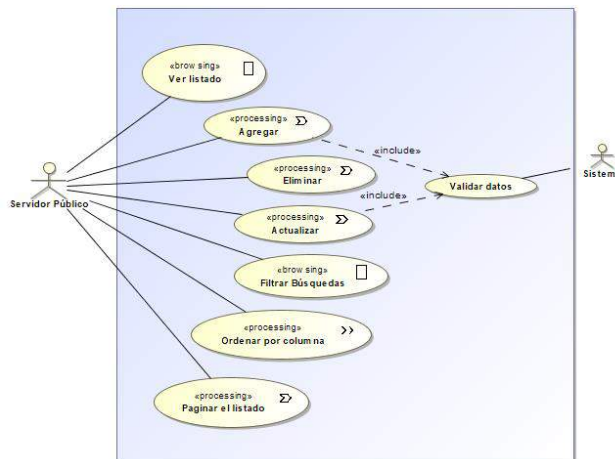 «brow sing»
Ver listado
«processing»
Agregar
«include»
«processing»
Eliminar
Sistem
Validar datos
Servidor Público
«include»
«processing»
Actualizar
«brow sing»
Filtrar Búsquedas
«processing»
Ordenar por columna
«processing»
Paginar el listado